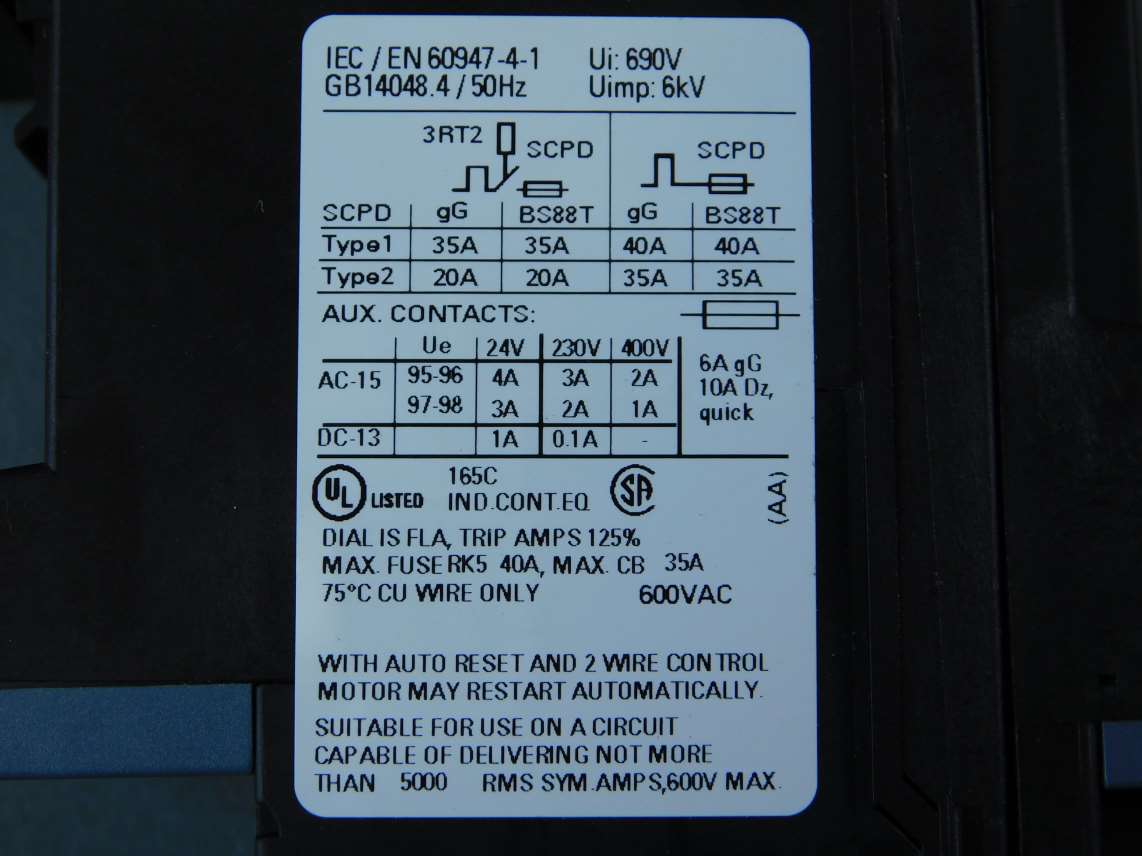 IEC / EN 60947-4-1 Ui: 690V
GB14048.4 / 50Hz Uimp: 6kV
3RT2 SCPD SCPD
SCPD gG BS88T gG BS88T
Type1 35A 35A 40A 40A
Type2 20A 20A 35A 35A
AUX. CONTACTS:
Ue 24V 230V 400V
AC-15 95-96 4A 3A 2A
97-98 3A 2A 1A
DC-13 1A 0.1A -
6A gG
10A Dz,
quick
UL LISTED 165C
IND.CONT.EQ. SA (AA)
DIAL IS FLA, TRIP AMPS 125%
MAX. FUSE RK5 40A, MAX. CB 35A
75°C CU WIRE ONLY 600VAC
WITH AUTO RESET AND 2 WIRE CONTROL
MOTOR MAY RESTART AUTOMATICALLY.
SUITABLE FOR USE ON A CIRCUIT
CAPABLE OF DELIVERING NOT MORE
THAN 5000 RMS SYM.AMPS,600V MAX.